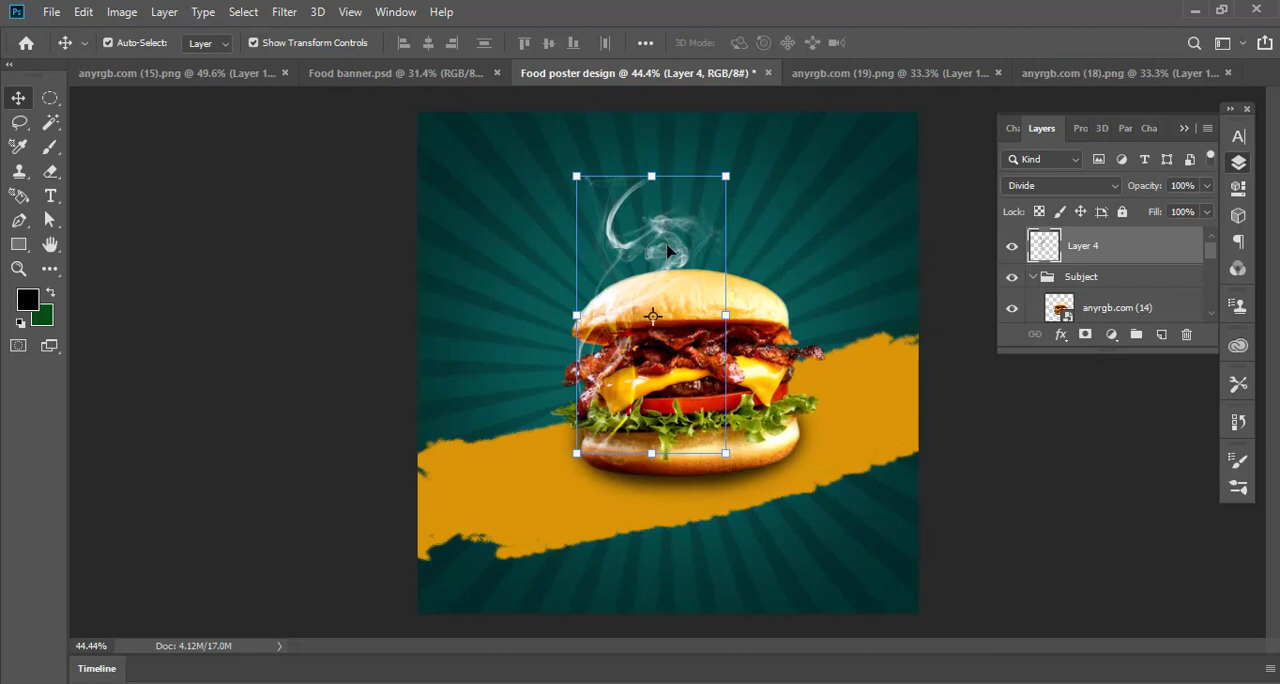 Ps File Edit Image Layer Type Select Filter 3D View Window Help
Auto-Select: Layer Show Transform Controls 3D Mode:
anyrgb.com (15).png @ 49.6% (Layer 1... × Food banner.psd @ 31.4% (RGB/8... × Food poster design @ 44.4% (Layer 4, RGB/8#) * × anyrgb.com (19).png @ 33.3% (Layer 1... × anyrgb.com (18).png @ 33.3% (Layer 1... ×
Cha Layers Pro 3D Par Cha
Kind
Divide Opacity: 100%
Lock: Fill: 100%
Layer 4
Subject
anyrgb.com (14)
fx
44.44% Doc: 4.12M/17.0M
Timeline